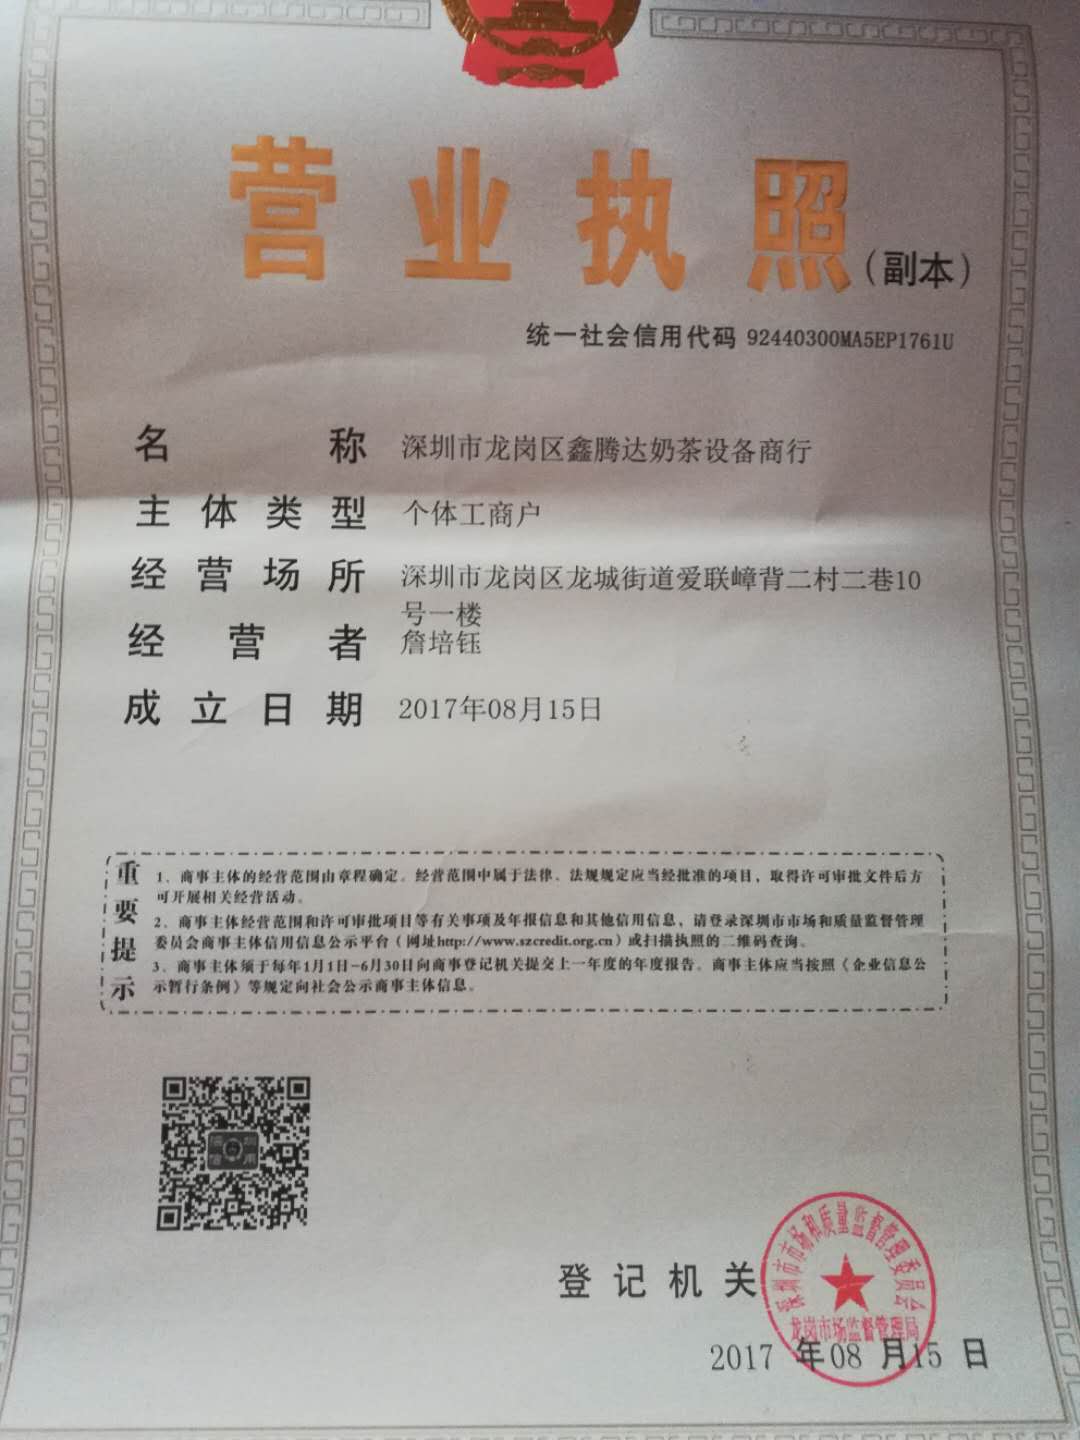 营业执照(副本)
统一社会信用代码 92440300MA5EP1761U
名称 深圳市龙岗区鑫腾达奶茶设备商行
主体类型 个体工商户
经营场所 深圳市龙岗区龙城街道爱联嶂背二村二巷10
号一楼
经营者 詹培钰
成立日期 2017年08月15日
重要提示
1、商事主体的经营范围由章程确定。经营范围中属于法律、法规规定应当经批准的项目，取得许可审批文件后方
可开展相关经营活动。
2、商事主体经营范围和许可审批项目等有关事项及年报信息和其他信用信息，请登录深圳市市场和质量监督管理
委员会商事主体信用信息公示平台（网址http://www.szcredit.org.cn）或扫描执照的二维码查询。
3、商事主体须于每年1月1日-6月30日向商事登记机关提交上一年度的年度报告。商事主体应当按照《企业信息公
示暂行条例》等规定向社会公示商事主体信息。
登记机关
深圳市市场和质量监督管理委员会
龙岗市场监督管理局
2017 年08 月15 日